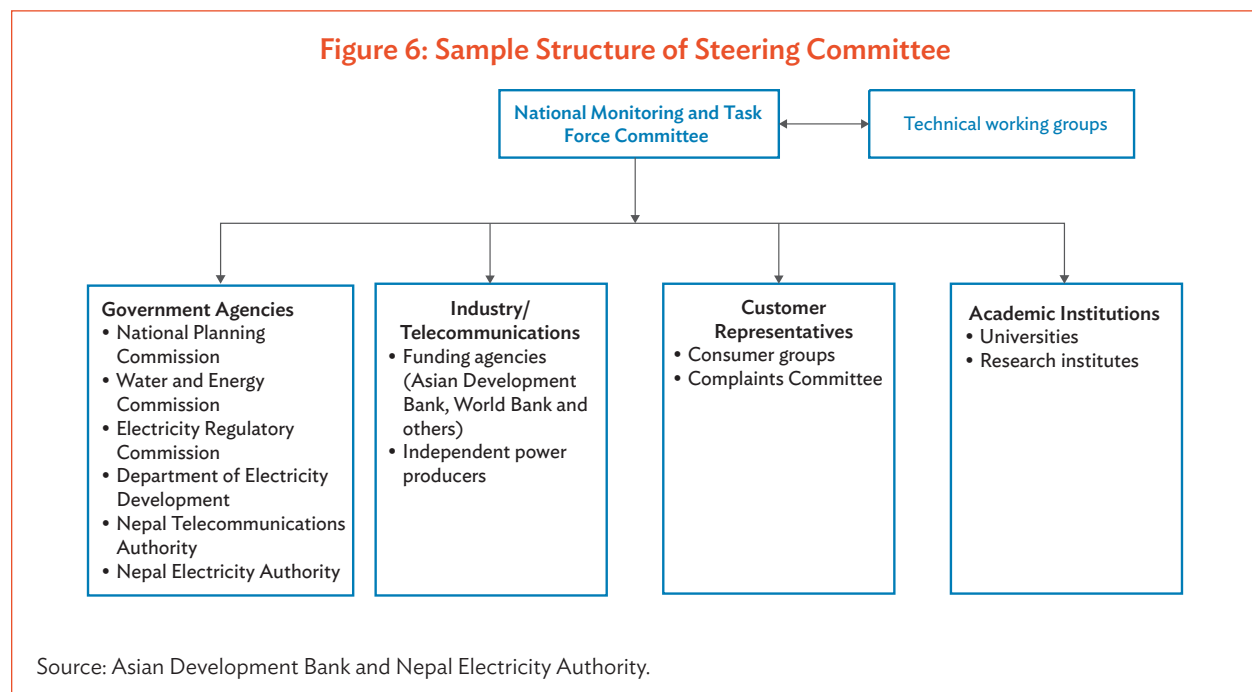 Figure 6: Sample Structure of Steering Committee
National Monitoring and Task
Force Committee
Technical working groups
Government Agencies
• National Planning
Commission
• Water and Energy
Commission
• Electricity Regulatory
Commission
• Department of Electricity
Development
• Nepal Telecommunications
Authority
• Nepal Electricity Authority
Industry/
Telecommunications
• Funding agencies
(Asian Development
Bank, World Bank and
others)
• Independent power
producers
Customer
Representatives
• Consumer groups
• Complaints Committee
Academic Institutions
• Universities
• Research institutes
Source: Asian Development Bank and Nepal Electricity Authority.